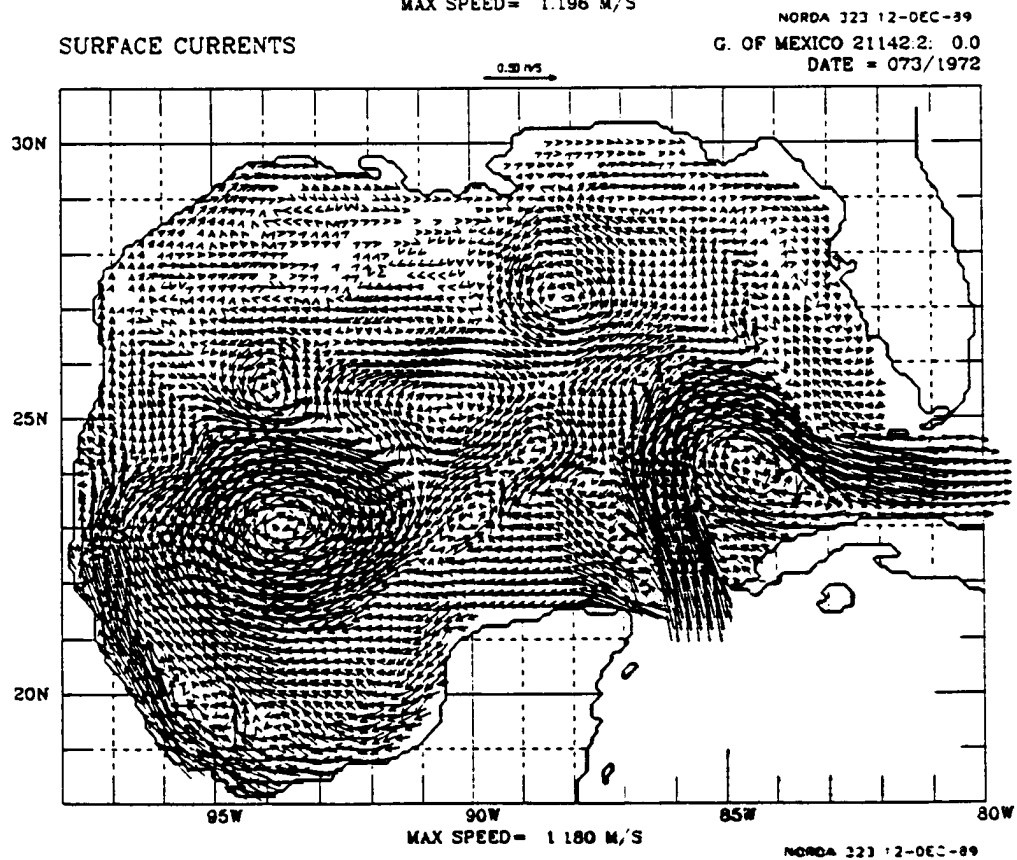 MAX SPEED= 1.196 M/S
NORDA 323 12-DEC-89
SURFACE CURRENTS
G. OF MEXICO 21142:2: 0.0
DATE = 073/1972
0.50 M/S
30N
25N
20N
95W
90W
85W
80W
MAX SPEED= 1.180 M/S
NORDA 323 12-DEC-89